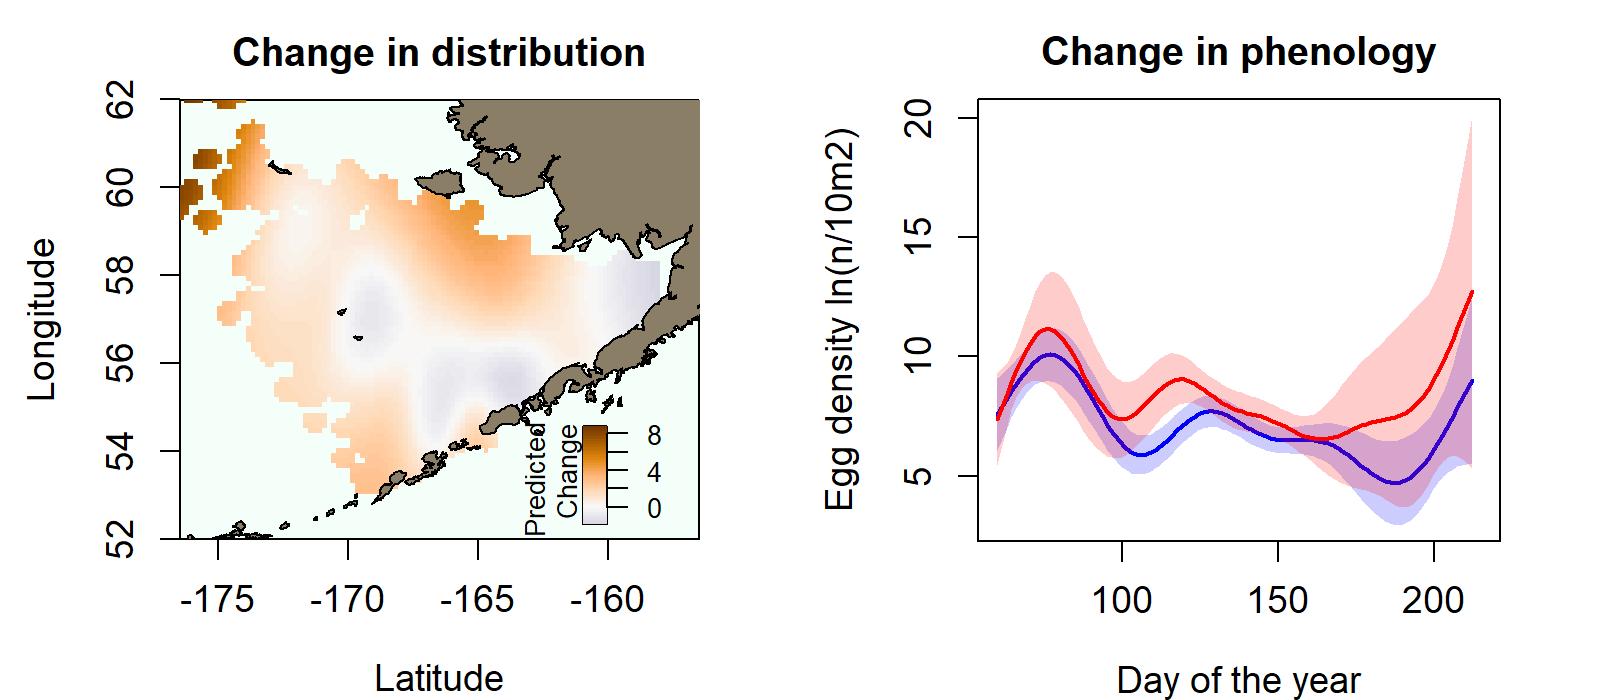 Change in distribution
62
60
58
56
54
52
Longitude
-175
-170
-165
-160
Latitude
Predicted
Change
8
4
0
Change in phenology
20
15
10
5
Egg density ln(n/10m2)
100
150
200
Day of the year